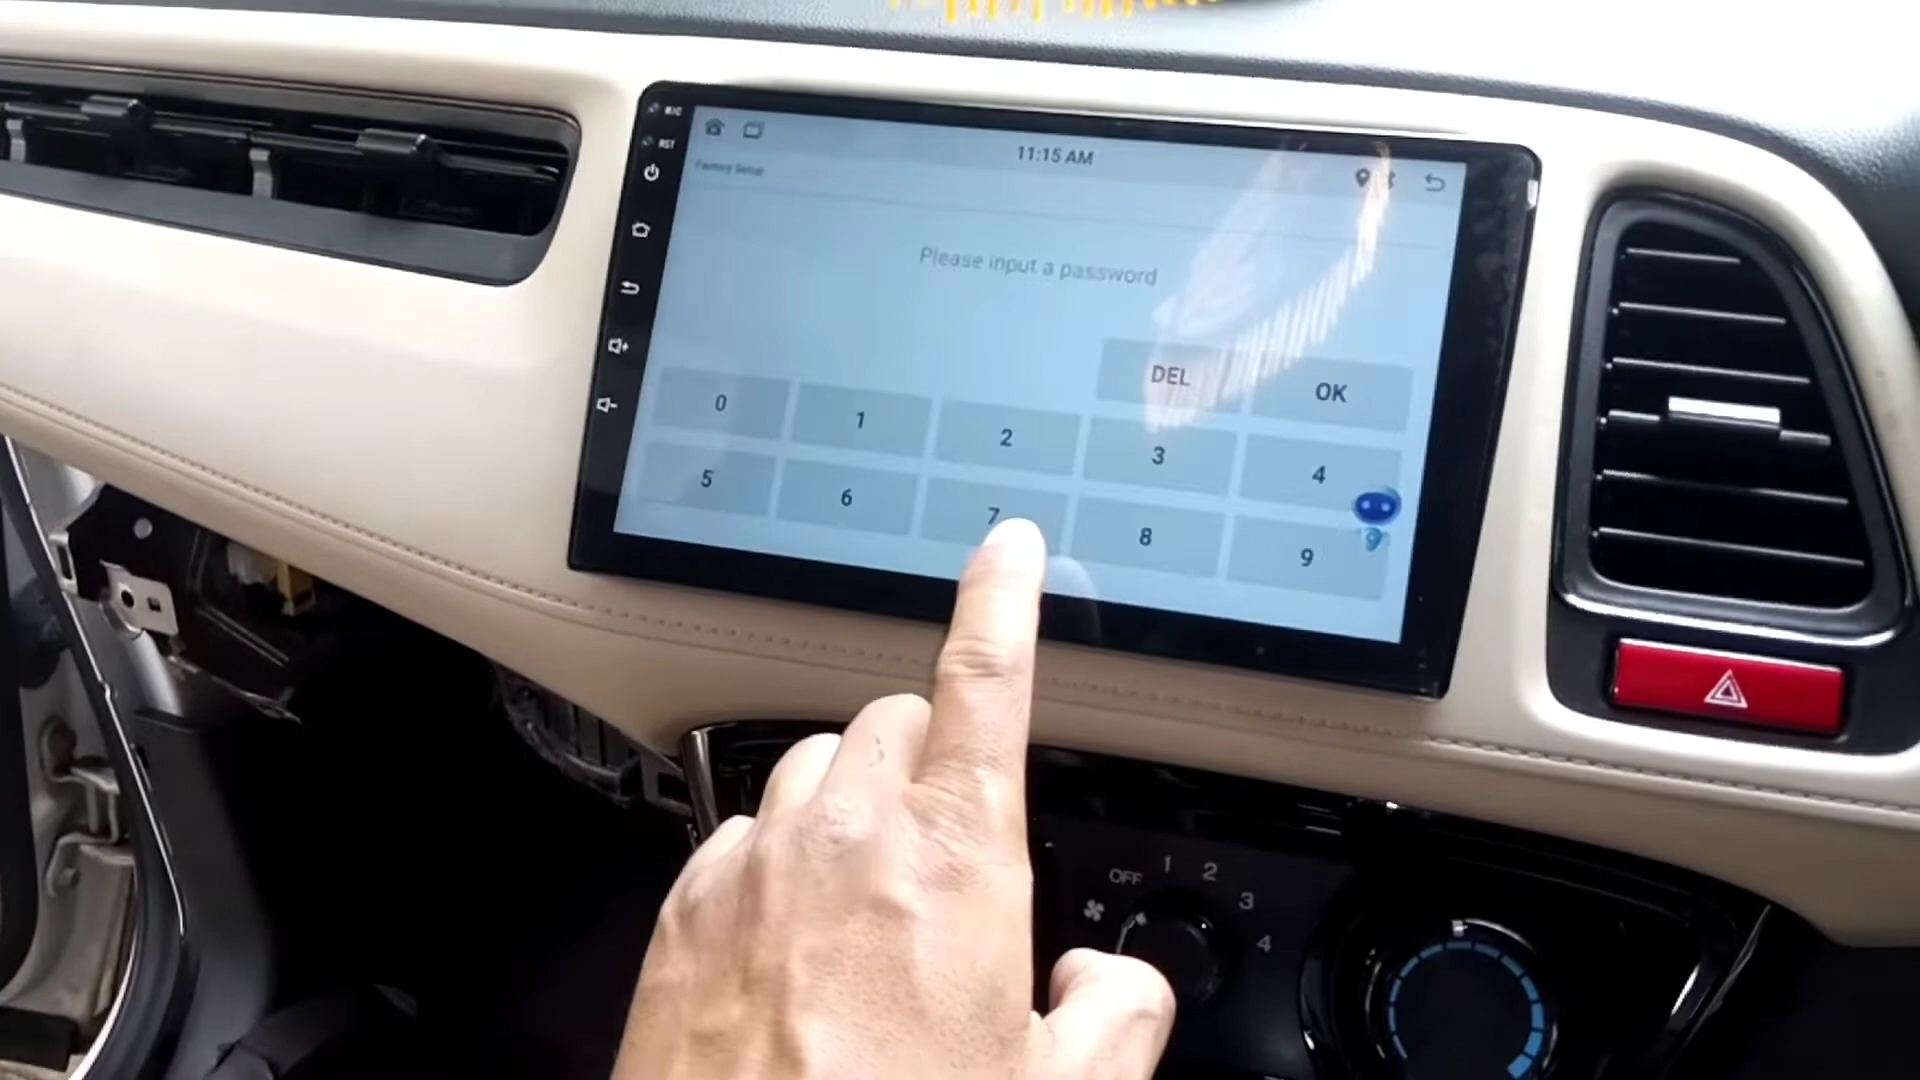 MIC
RST
11:15 AM
Factory Setup
Please input a password
DEL OK
0 1 2 3 4
5 6 7 8 9
OFF 1 2 3 4